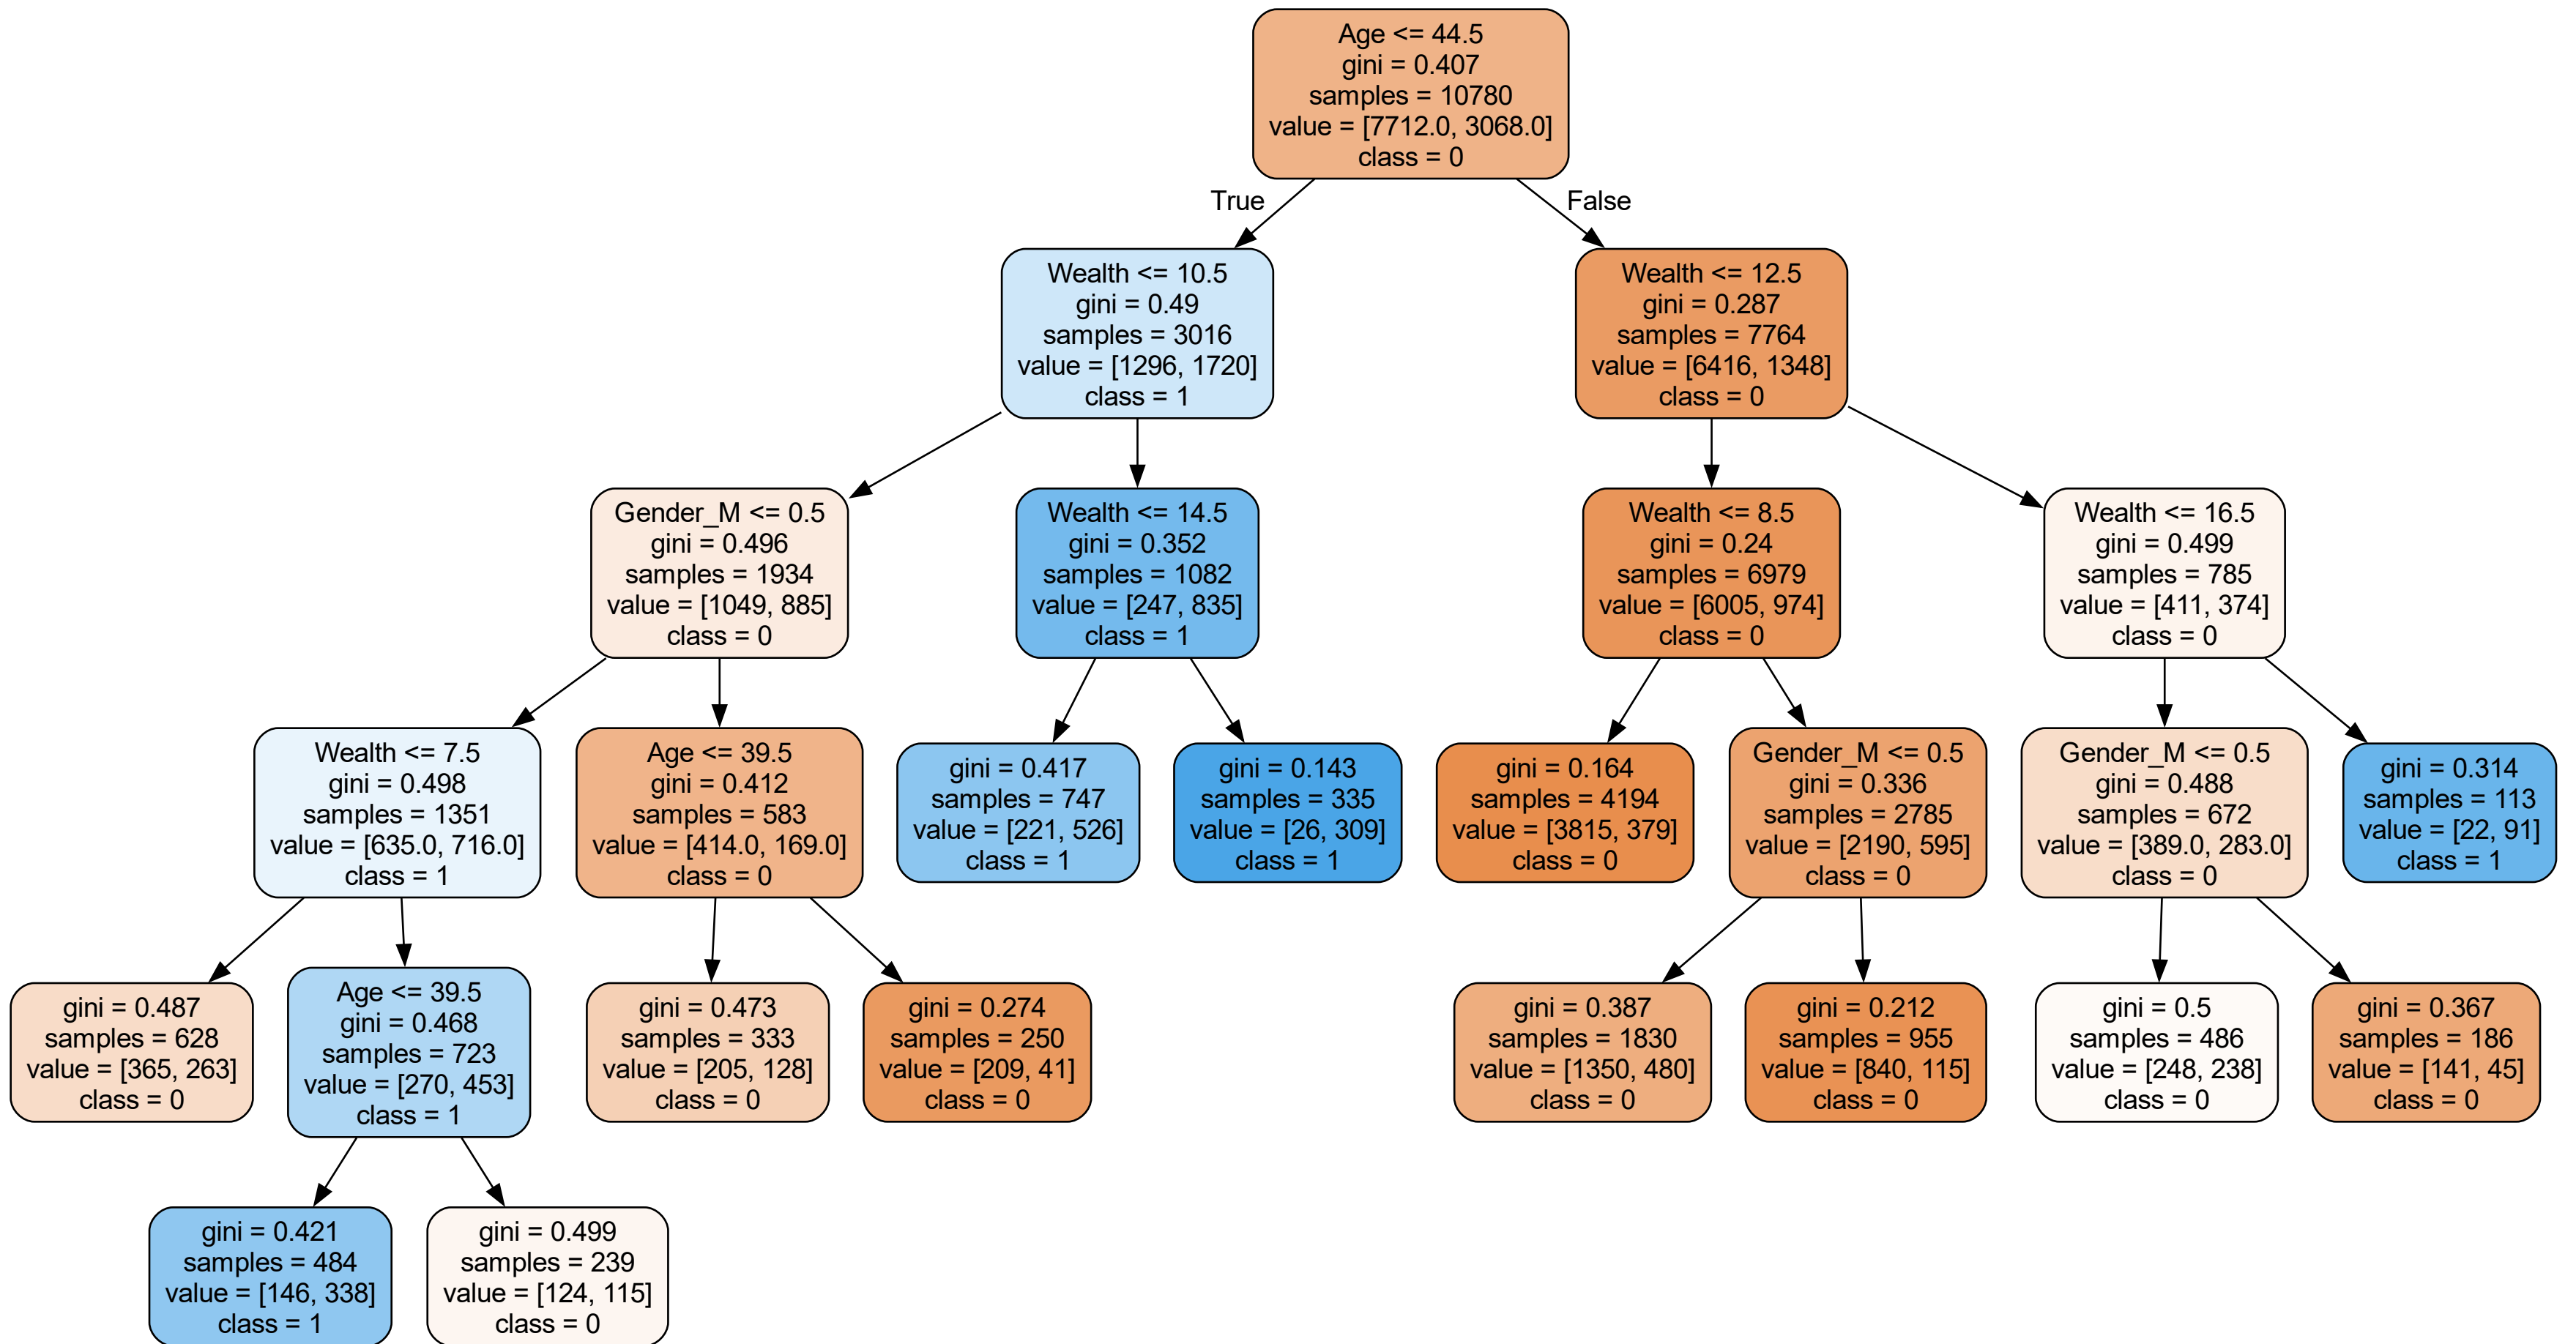 Age <= 44.5
gini = 0.407
samples = 10780
value = [7712.0, 3068.0]
class = 0
True
False
Wealth <= 10.5
gini = 0.49
samples = 3016
value = [1296, 1720]
class = 1
Wealth <= 12.5
gini = 0.287
samples = 7764
value = [6416, 1348]
class = 0
Gender_M <= 0.5
gini = 0.496
samples = 1934
value = [1049, 885]
class = 0
Wealth <= 14.5
gini = 0.352
samples = 1082
value = [247, 835]
class = 1
Wealth <= 8.5
gini = 0.24
samples = 6979
value = [6005, 974]
class = 0
Wealth <= 16.5
gini = 0.499
samples = 785
value = [411, 374]
class = 0
Wealth <= 7.5
gini = 0.498
samples = 1351
value = [635.0, 716.0]
class = 1
Age <= 39.5
gini = 0.412
samples = 583
value = [414.0, 169.0]
class = 0
gini = 0.417
samples = 747
value = [221, 526]
class = 1
gini = 0.143
samples = 335
value = [26, 309]
class = 1
gini = 0.164
samples = 4194
value = [3815, 379]
class = 0
Gender_M <= 0.5
gini = 0.336
samples = 2785
value = [2190, 595]
class = 0
Gender_M <= 0.5
gini = 0.488
samples = 672
value = [389.0, 283.0]
class = 0
gini = 0.314
samples = 113
value = [22, 91]
class = 1
gini = 0.487
samples = 628
value = [365, 263]
class = 0
Age <= 39.5
gini = 0.468
samples = 723
value = [270, 453]
class = 1
gini = 0.473
samples = 333
value = [205, 128]
class = 0
gini = 0.274
samples = 250
value = [209, 41]
class = 0
gini = 0.387
samples = 1830
value = [1350, 480]
class = 0
gini = 0.212
samples = 955
value = [840, 115]
class = 0
gini = 0.5
samples = 486
value = [248, 238]
class = 0
gini = 0.367
samples = 186
value = [141, 45]
class = 0
gini = 0.421
samples = 484
value = [146, 338]
class = 1
gini = 0.499
samples = 239
value = [124, 115]
class = 0